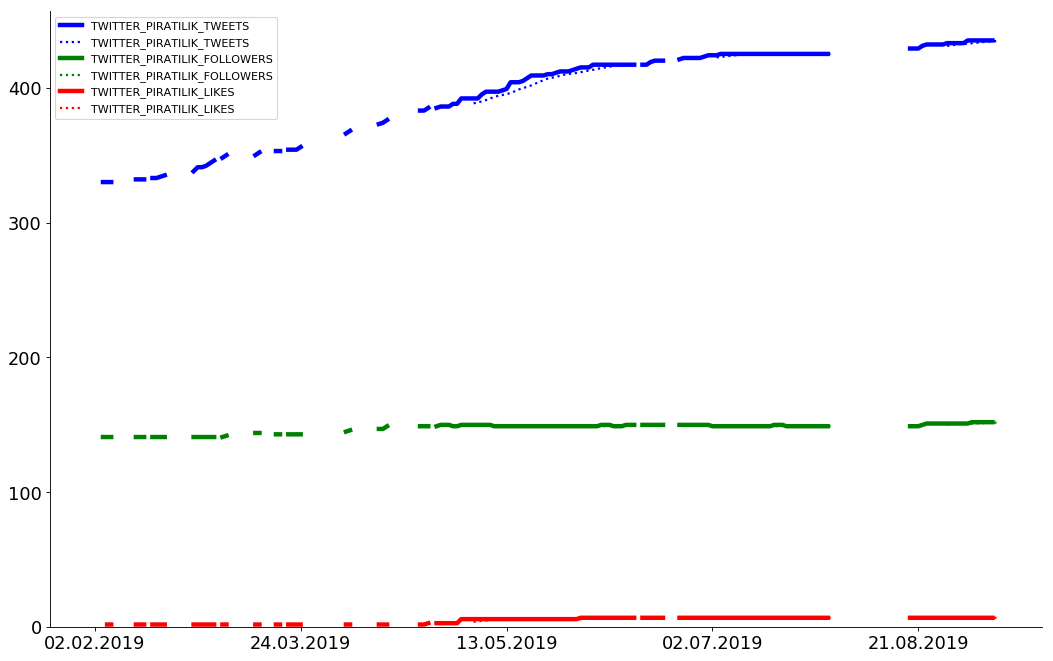 TWITTER_PIRATILIK_TWEETS
TWITTER_PIRATILIK_TWEETS
TWITTER_PIRATILIK_FOLLOWERS
TWITTER_PIRATILIK_FOLLOWERS
TWITTER_PIRATILIK_LIKES
TWITTER_PIRATILIK_LIKES
400
300
200
100
0
02.02.2019 24.03.2019 13.05.2019 02.07.2019 21.08.2019